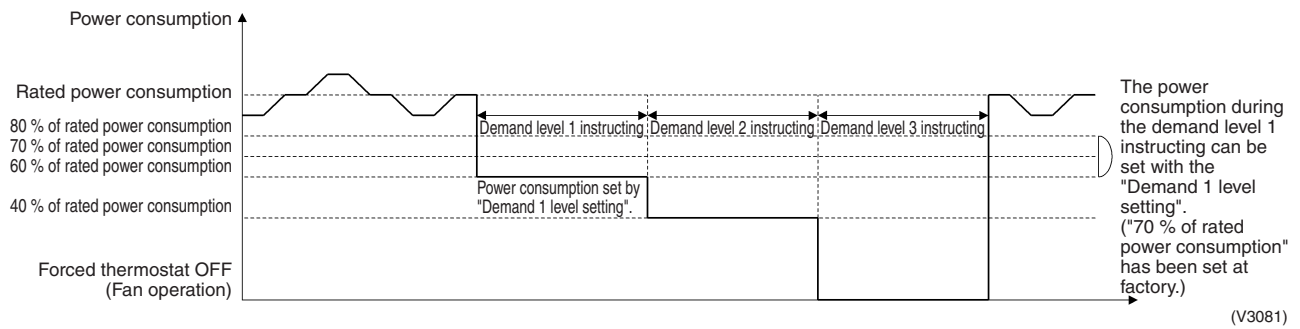 Power consumption
Rated power consumption
80 % of rated power consumption
70 % of rated power consumption
60 % of rated power consumption
40 % of rated power consumption
Forced thermostat OFF
(Fan operation)
Demand level 1 instructing
Demand level 2 instructing
Demand level 3 instructing
Power consumption set by
"Demand 1 level setting".
The power
consumption during
the demand level 1
instructing can be
set with the
"Demand 1 level
setting".
("70 % of rated
power consumption"
has been set at
factory.)
(V3081)